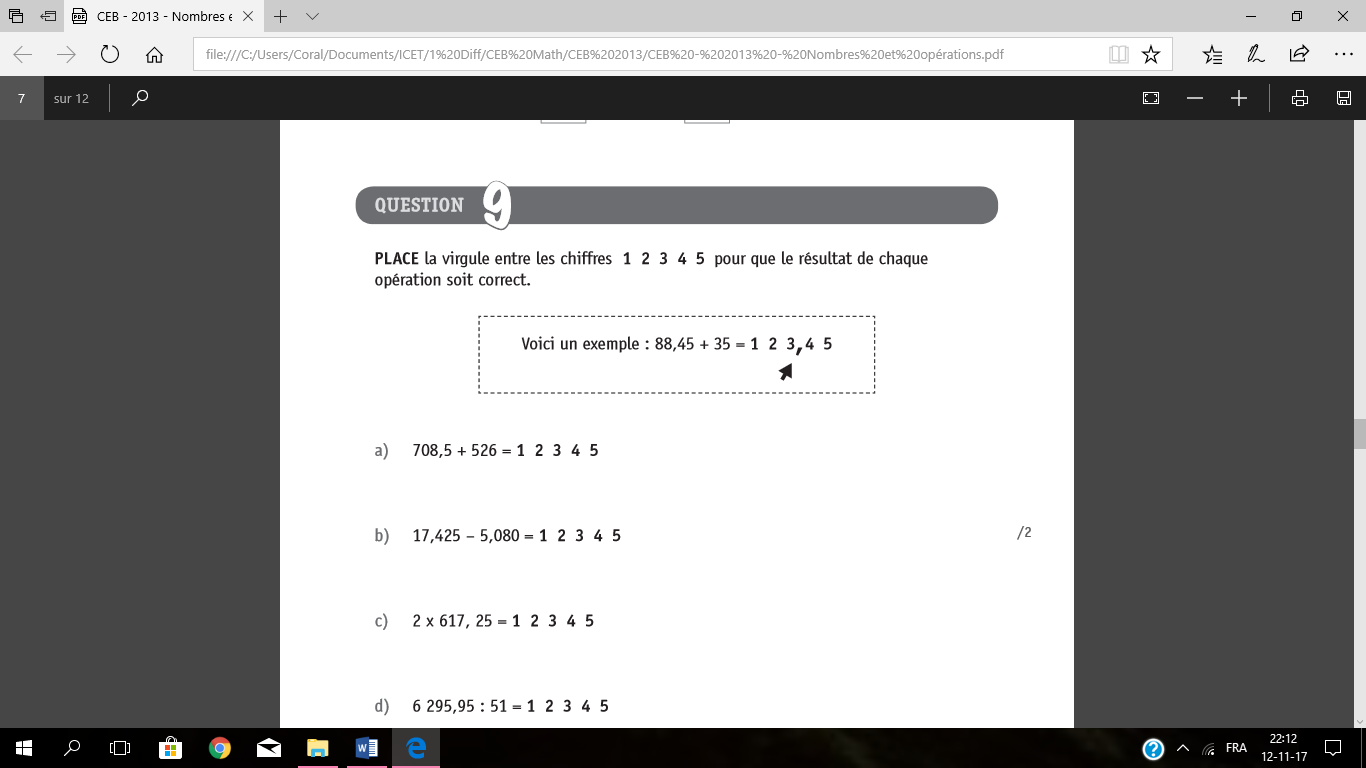 CEB - 2013 - Nombres e
file:///C:/Users/Coral/Documents/ICET/1%20Diff/CEB%20Math/CEB%202013/CEB%20-%202013%20-%20Nombres%20et%20opérations.pdf
7 sur 12
QUESTION 9
PLACE la virgule entre les chiffres 1 2 3 4 5 pour que le résultat de chaque
opération soit correct.
Voici un exemple : 88,45 + 35 = 1 2 3,4 5
a) 708,5 + 526 = 1 2 3 4 5
b) 17,425 – 5,080 = 1 2 3 4 5
/2
c) 2 x 617, 25 = 1 2 3 4 5
d) 6 295,95 : 51 = 1 2 3 4 5
FRA
22:12
12-11-17